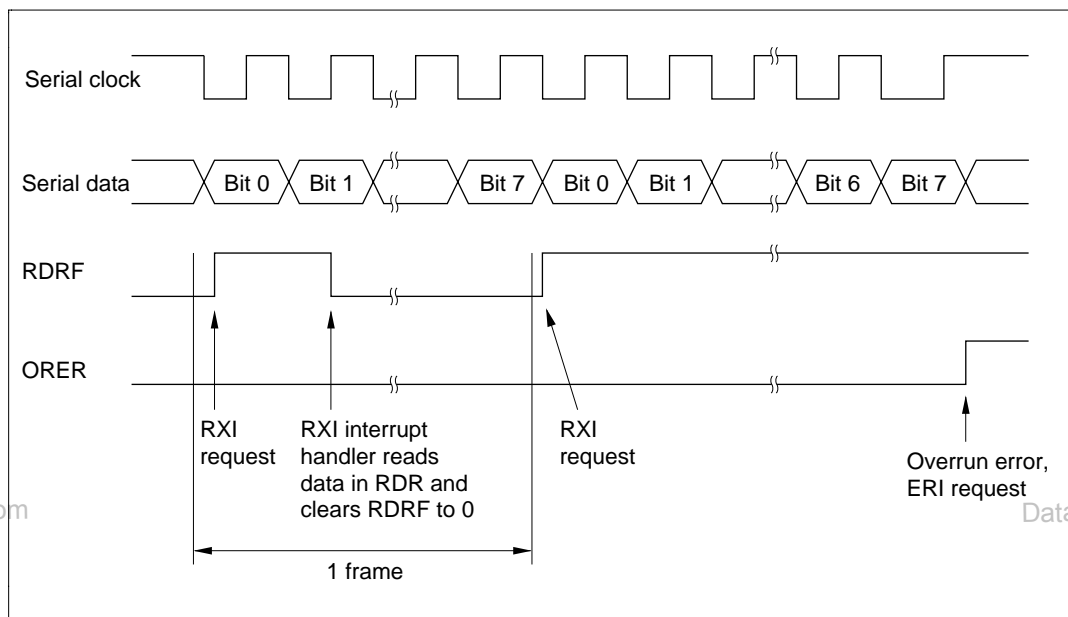 Serial clock
Serial data
Bit 0
Bit 1
Bit 7
Bit 0
Bit 1
Bit 6
Bit 7
RDRF
ORER
RXI
request
RXI interrupt
handler reads
data in RDR and
clears RDRF to 0
RXI
request
Overrun error,
ERI request
1 frame
om
Data